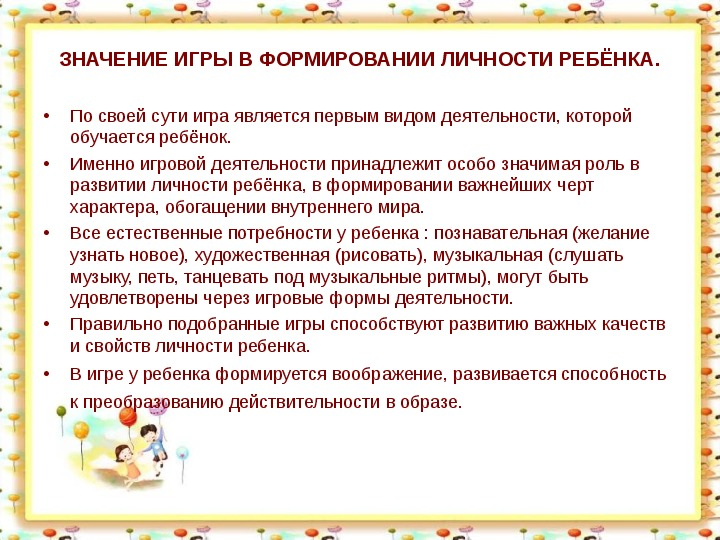 ЗНАЧЕНИЕ ИГРЫ В ФОРМИРОВАНИИ ЛИЧНОСТИ РЕБЁНКА.
• По своей сути игра является первым видом деятельности, которой
обучается ребёнок.
• Именно игровой деятельности принадлежит особо значимая роль в
развитии личности ребёнка, в формировании важнейших черт
характера, обогащении внутреннего мира.
• Все естественные потребности у ребенка : познавательная (желание
узнать новое), художественная (рисовать), музыкальная (слушать
музыку, петь, танцевать под музыкальные ритмы), могут быть
удовлетворены через игровые формы деятельности.
• Правильно подобранные игры способствуют развитию важных качеств
и свойств личности ребенка.
• В игре у ребенка формируется воображение, развивается способность
к преобразованию действительности в образе.